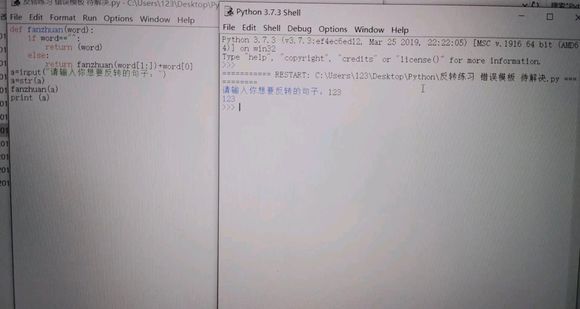 反转练习 错误模板 待解决.py - C:\Users\123\Desktop\P
File Edit Format Run Options Window Help
def fanzhuan(word):
if word=="":
return (word)
else:
return fanzhuan(word[1:])+word[0]
a=input("请输入你想要反转的句子:")
a=str(a)
fanzhuan(a)
print (a)
Python 3.7.3 Shell
File Edit Shell Debug Options Window Help
Python 3.7.3 (v3.7.3:ef4ec6ed12, Mar 25 2019, 22:22:05) [MSC v.1916 64 bit (AMD6
4)] on win32
Type "help", "copyright", "credits" or "license()" for more information.
>>>
=========== RESTART: C:\Users\123\Desktop\Python\反转练习 错误模板 待解决.py ===
========
请输入你想要反转的句子:123
123
>>>